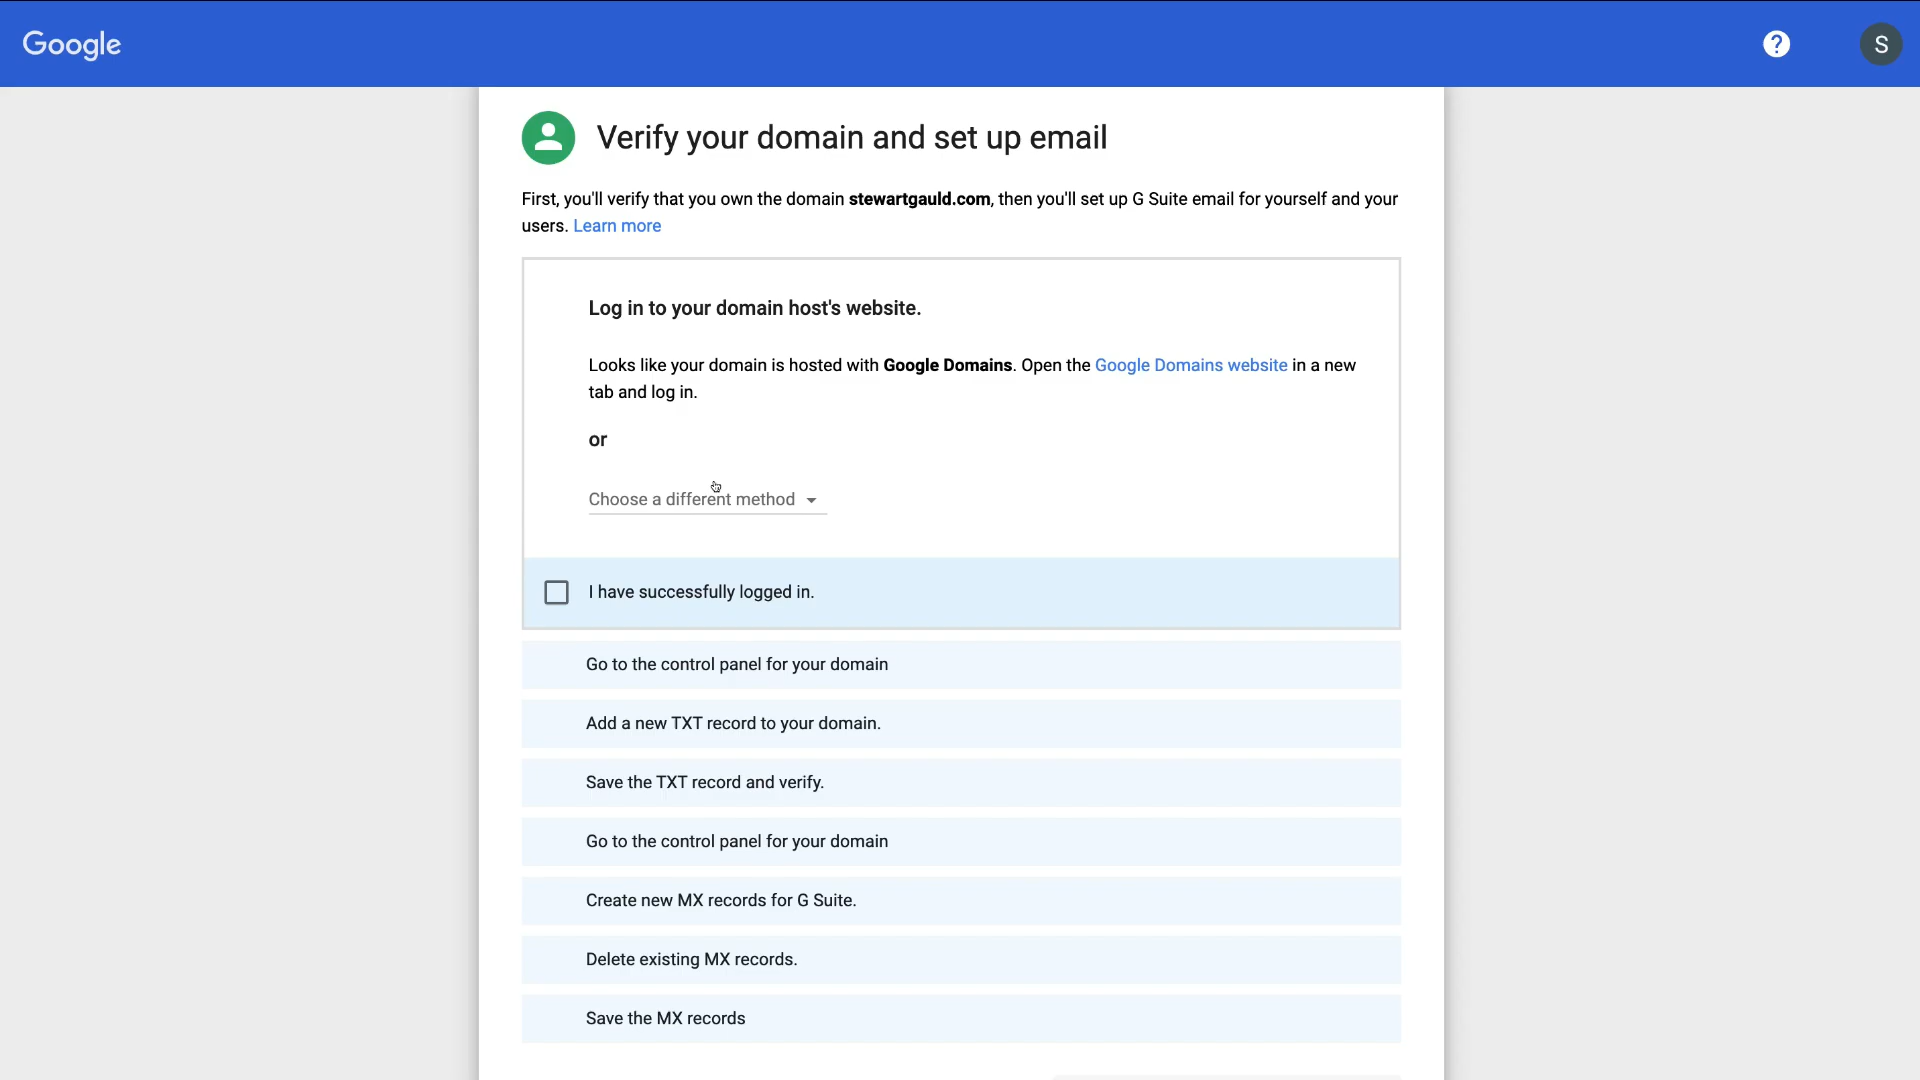 Google
?
S
Verify your domain and set up email
First, you'll verify that you own the domain stewartgauld.com, then you'll set up G Suite email for yourself and your
users. Learn more
Log in to your domain host's website.
Looks like your domain is hosted with Google Domains. Open the Google Domains website in a new
tab and log in.
or
Choose a different method
I have successfully logged in.
Go to the control panel for your domain
Add a new TXT record to your domain.
Save the TXT record and verify.
Go to the control panel for your domain
Create new MX records for G Suite.
Delete existing MX records.
Save the MX records